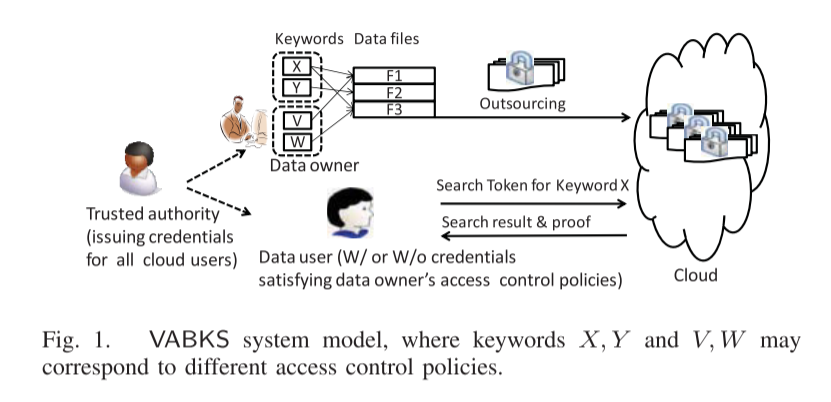 Keywords Data files
X
Y
V
W
F1
F2
F3
Outsourcing
Data owner
Trusted authority
(issuing credentials
for all cloud users)
Search Token for Keyword X
Search result & proof
Data user (W/ or W/o credentials
satisfying data owner's access control policies)
Cloud
Fig. 1. VABKS system model, where keywords X, Y and V, W may
correspond to different access control policies.